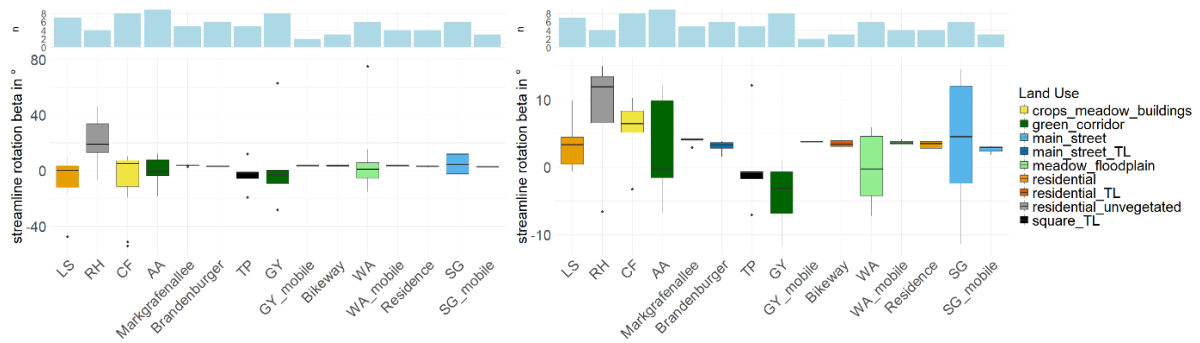 n
8
6
4
2
0
streamline rotation beta in °
80
40
0
-40
LS
RH
CF
AA
Markgrafenallee
Brandenburger
TP
GY
GY_mobile
Bikeway
WA
WA_mobile
Residence
SG
SG_mobile
n
8
6
4
2
0
streamline rotation beta in °
10
0
-10
LS
RH
CF
AA
Markgrafenallee
Brandenburger
TP
GY
GY_mobile
Bikeway
WA
WA_mobile
Residence
SG
SG_mobile
Land Use
crops_meadow_buildings
green_corridor
main_street
main_street_TL
meadow_floodplain
residential
residential_TL
residential_unvegetated
square_TL